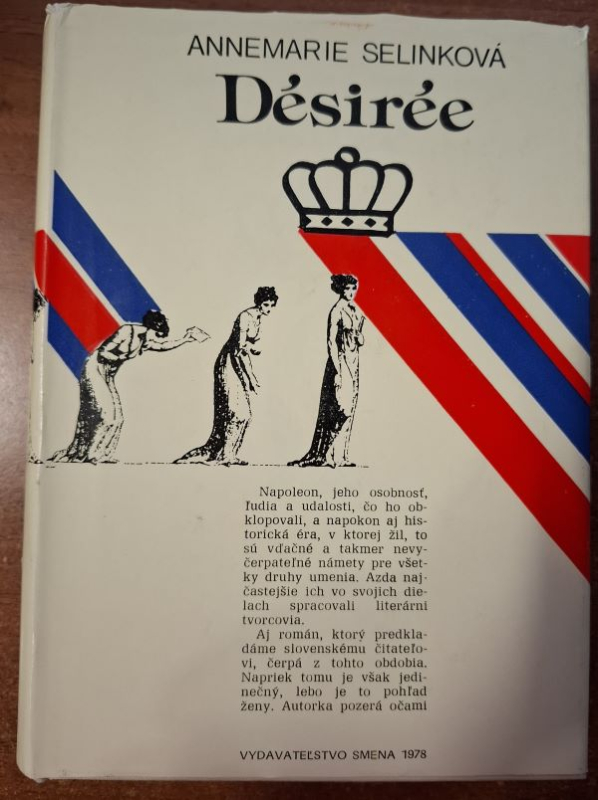 ANNEMARIE SELINKOVÁ
Désirée
Napoleon, jeho osobnosť,
ľudia a udalosti, čo ho ob-
klopovali, a napokon aj his-
torická éra, v ktorej žil, to
sú vďačné a takmer nevy-
čerpateľné námety pre všet-
ky druhy umenia. Azda naj-
častejšie ich vo svojich die-
lach spracovali literárni
tvorcovia.
Aj román, ktorý predkla-
dáme slovenskému čitateľo-
vi, čerpá z tohto obdobia.
Napriek tomu je však jedi-
nečný, lebo je to pohľad
ženy. Autorka pozerá očami
VYDAVATEĽSTVO SMENA 1978